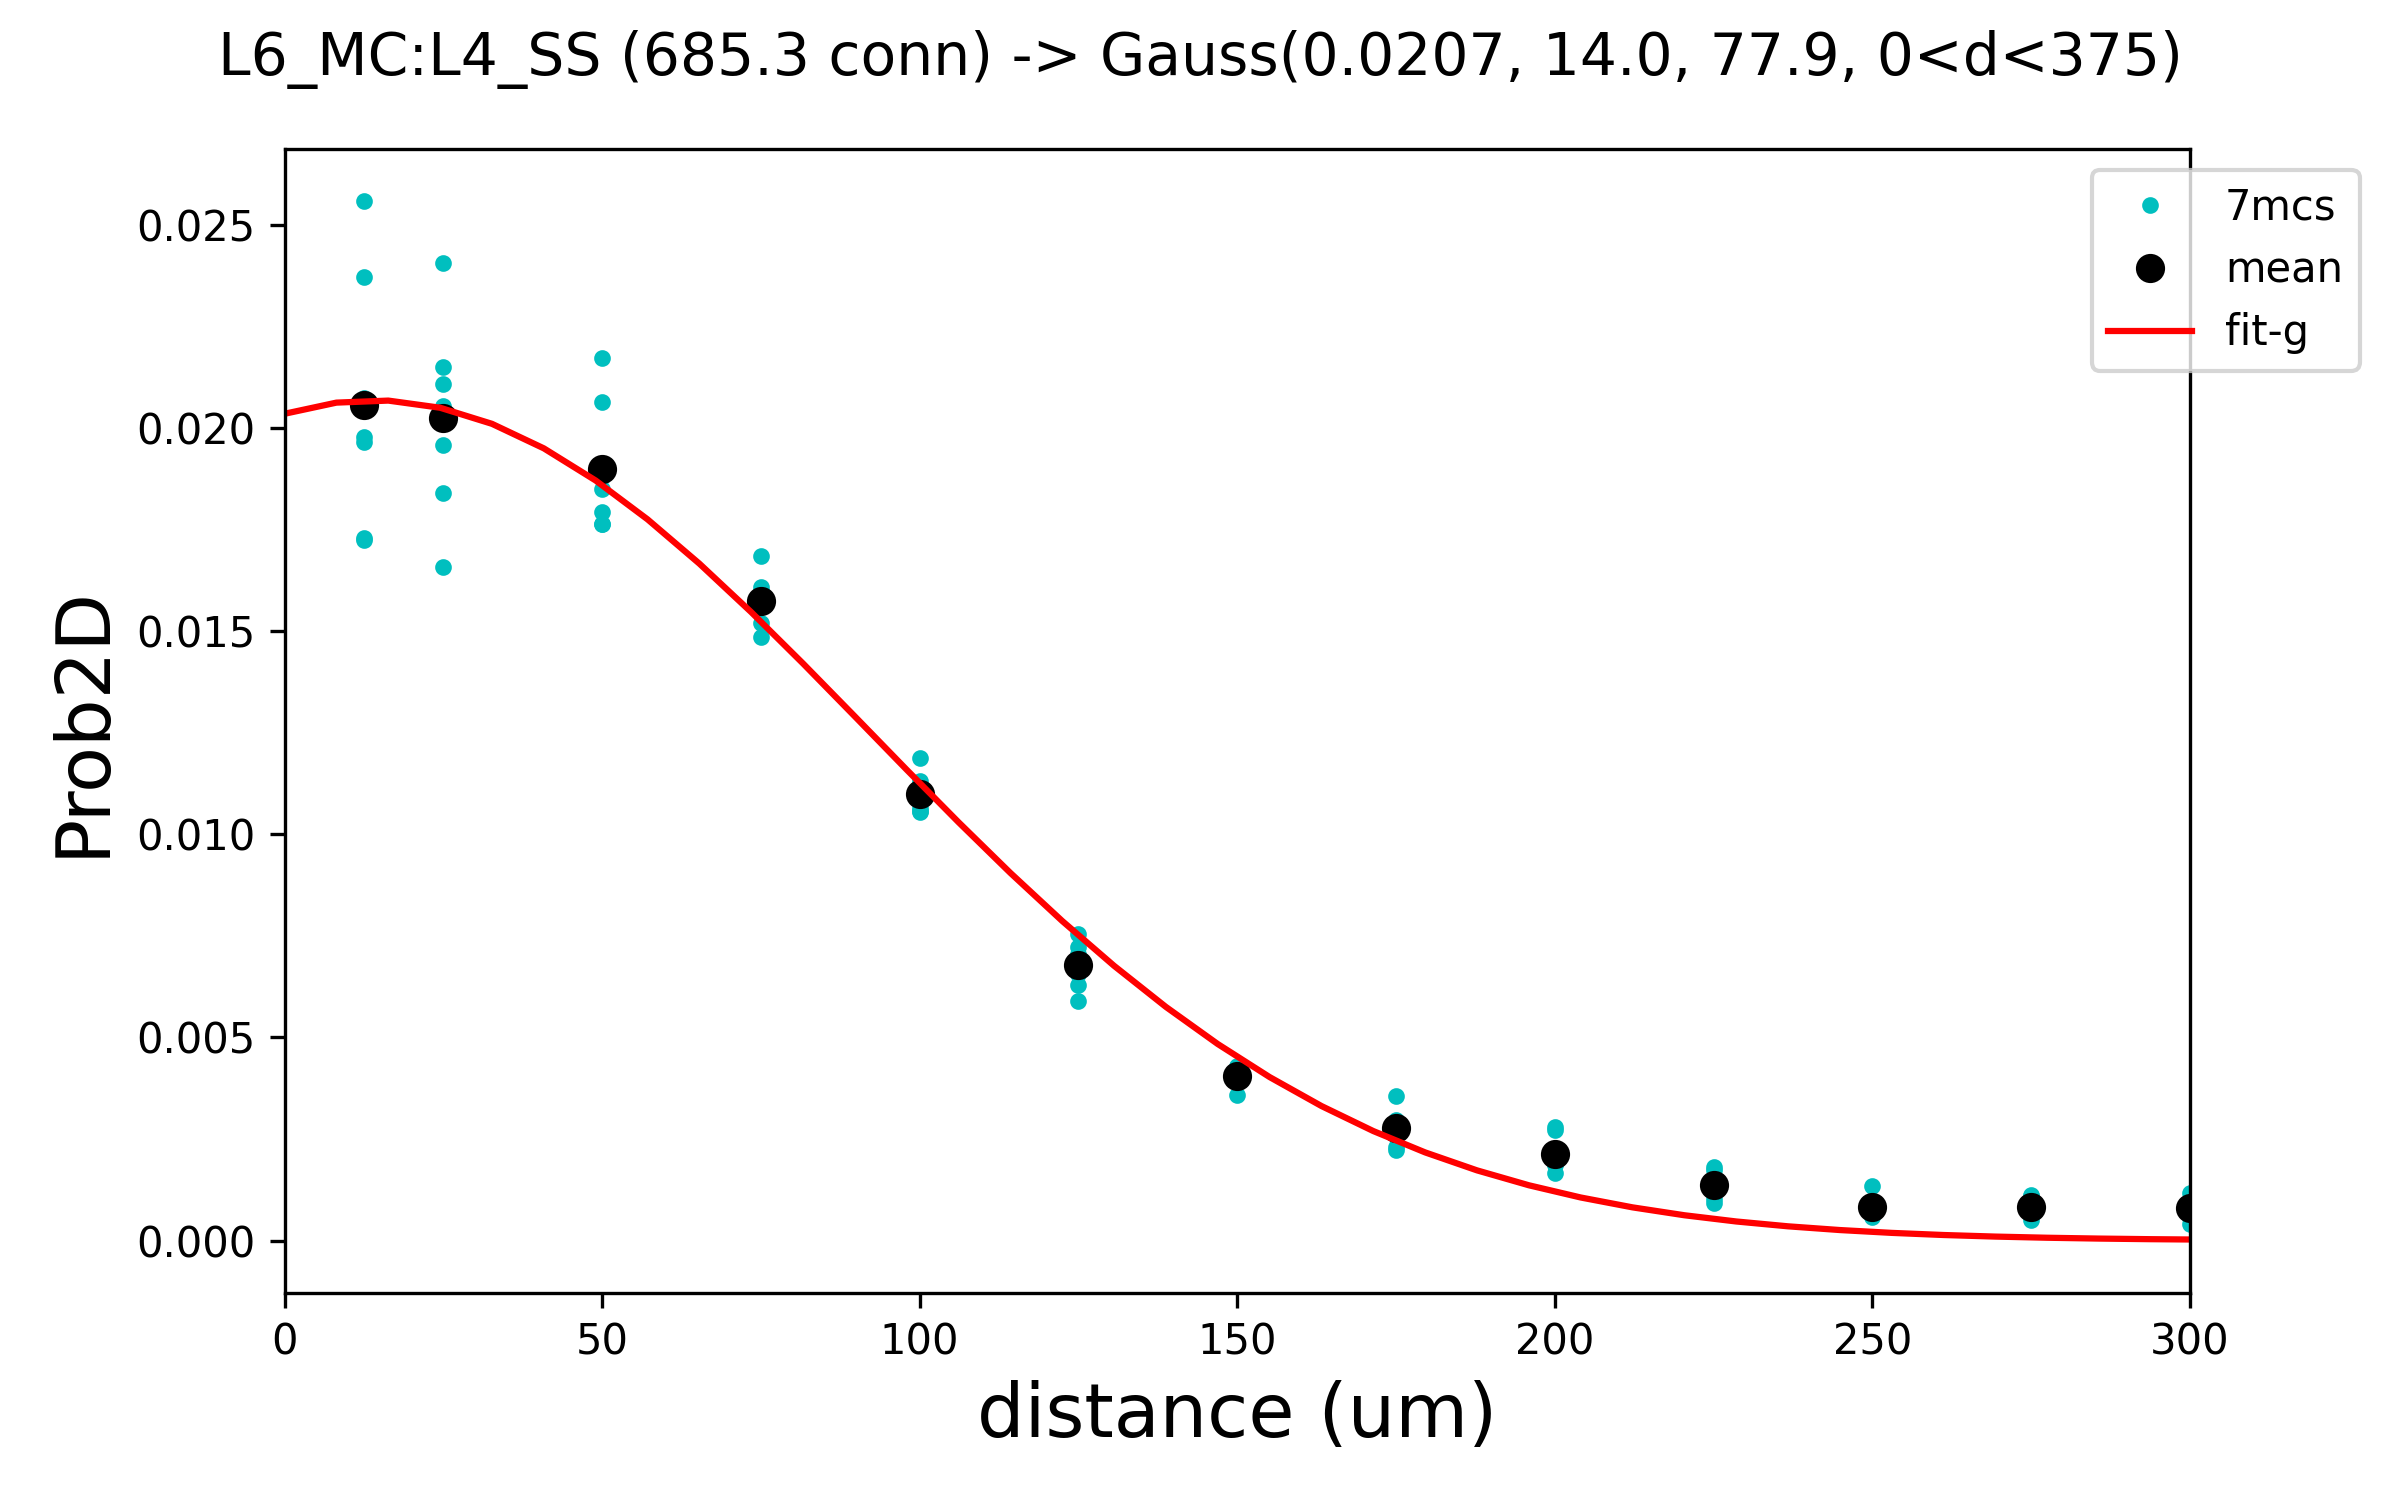 L6_MC:L4_SS (685.3 conn) -> Gauss(0.0207, 14.0, 77.9, 0<d<375)
7mcs
mean
fit-g
Prob2D
0.025
0.020
0.015
0.010
0.005
0.000
0 50 100 150 200 250 300
distance (um)